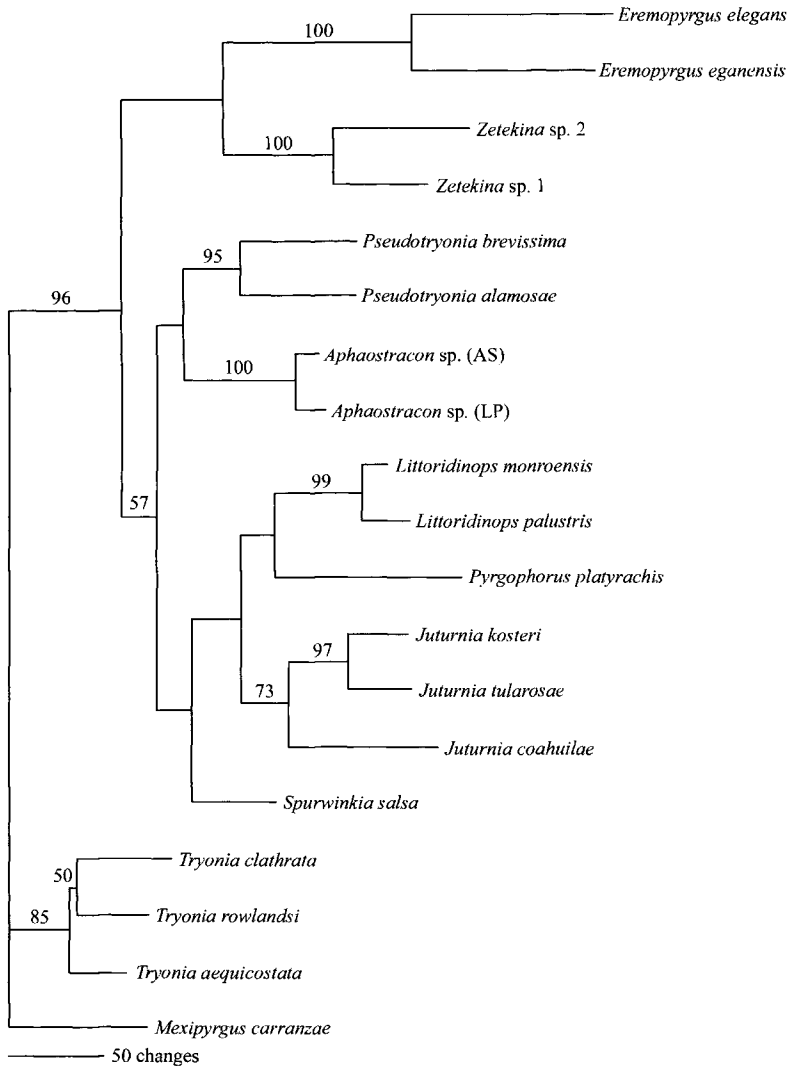 Eremopyrgus elegans
100
Eremopyrgus eganensis
Zetekina sp. 2
100
Zetekina sp. 1
Pseudotryonia brevissima
95
Pseudotryonia alamosae
96
Aphaostracon sp. (AS)
100
Aphaostracon sp. (LP)
Littoridinops monroensis
99
57
Littoridinops palustris
Pyrgophorus platyrachis
Juturnia kosteri
97
73
Juturnia tularosae
Juturnia coahuilae
Spurwinkia salsa
Tryonia clathrata
50
85
Tryonia rowlandsi
Tryonia aequicostata
Mexipyrgus carranzae
50 changes